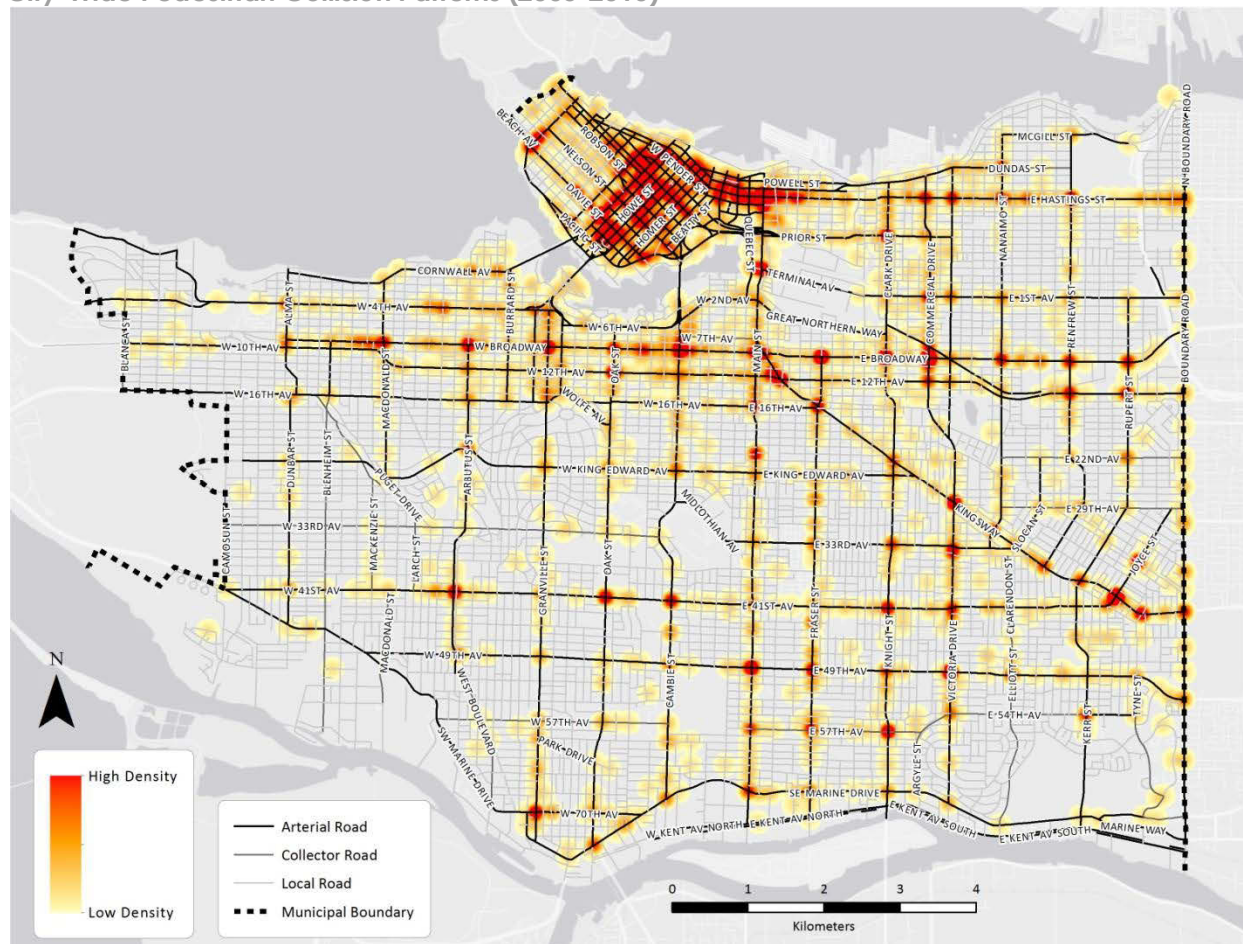 City-wide Pedestrian Collision Patterns (2005-2010)
BEACH AV
ROBSON ST
NELSON ST
W PENDER ST
DAVIE ST
HOWE ST
HOMER ST
BEATTY ST
PACIFIC ST
QUEBEC ST
POWELL ST
PRIOR ST
TERMINAL AV
MCGILL ST
DUNDAS ST
E HASTINGS ST
N BOUNDARY ROAD
NANAIMO ST
CLARK DRIVE
COMMERCIAL DRIVE
RENFREW ST
BOUNDARY ROAD
CORNWALL AV
BURRARD ST
ALMA ST
W 4TH AV
W 2ND AV
E 1ST AV
GREAT NORTHERN WAY
W 6TH AV
W 7TH AV
BLANCA ST
W 10TH AV
W BROADWAY
OAK ST
MAIN ST
E BROADWAY
MACDONALD ST
W 12TH AV
E 12TH AV
W 16TH AV
WOLFE AV
W 16TH AV
E 16TH AV
RUPERT ST
DUNBAR ST
BLENHEIM ST
ARBUTUS ST
PUGET DRIVE
W KING EDWARD AV
E KING EDWARD AV
E 22ND AV
MIDLOTHIAN AV
KINGSWAY
E 29TH AV
SLOCAN ST
CAMOSUN ST
W 33RD AV
MACKENZIE ST
LARCH ST
E 33RD AV
JOYCE ST
GRANVILLE ST
OAK ST
W 41ST AV
E 41ST AV
FRASER ST
KNIGHT ST
VICTORIA DRIVE
CLARENDON ST
MACDONALD ST
W 49TH AV
CAMBIE ST
E 49TH AV
ELLIOTT ST
TYNE ST
WEST BOULEVARD
W 57TH AV
PARK DRIVE
E 57TH AV
E 54TH AV
KERR ST
SW MARINE DRIVE
ARGYLE ST
SE MARINE DRIVE
W 70TH AV
W KENT AV NORTH
E KENT AV NORTH
E KENT AV SOUTH
E KENT AV SOUTH
MARINE WAY
N
High Density
Low Density
Arterial Road
Collector Road
Local Road
Municipal Boundary
0 1 2 3 4
Kilometers